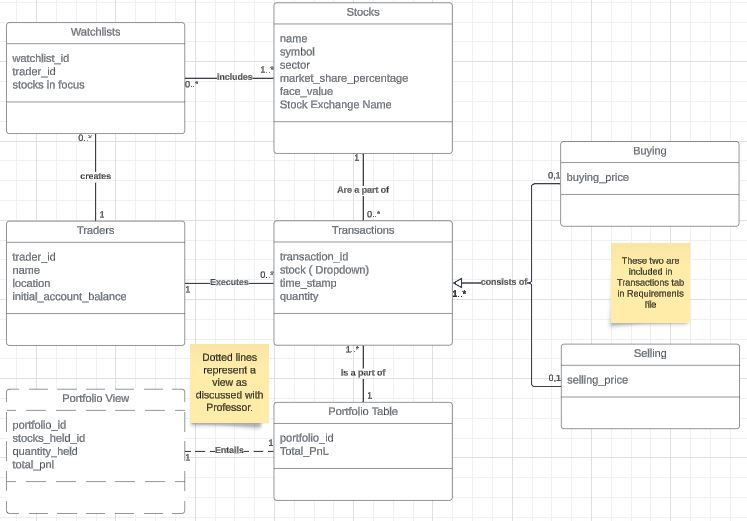 Watchlists
watchlist_id
trader_id
stocks in focus
Includes
0..*
1..*
Stocks
name
symbol
sector
market_share_percentage
face_value
Stock Exchange Name
0..*
creates
1
1
Are a part of
0..*
Buying
buying_price
0,1
Traders
trader_id
name
location
initial_account_balance
1
Executes
0..*
Transactions
transaction_id
stock ( Dropdown)
time_stamp
quantity
consists of
1..*
These two are
included in
Transactions tab
in Requirements
file
Selling
selling_price
0,1
Dotted lines
represent a
view as
discussed with
Professor.
1..*
Is a part of
1
Portfolio View
portfolio_id
stocks_held_id
quantity_held
total_pnl
1
Entails
1
Portfolio Table
portfolio_id
Total_PnL